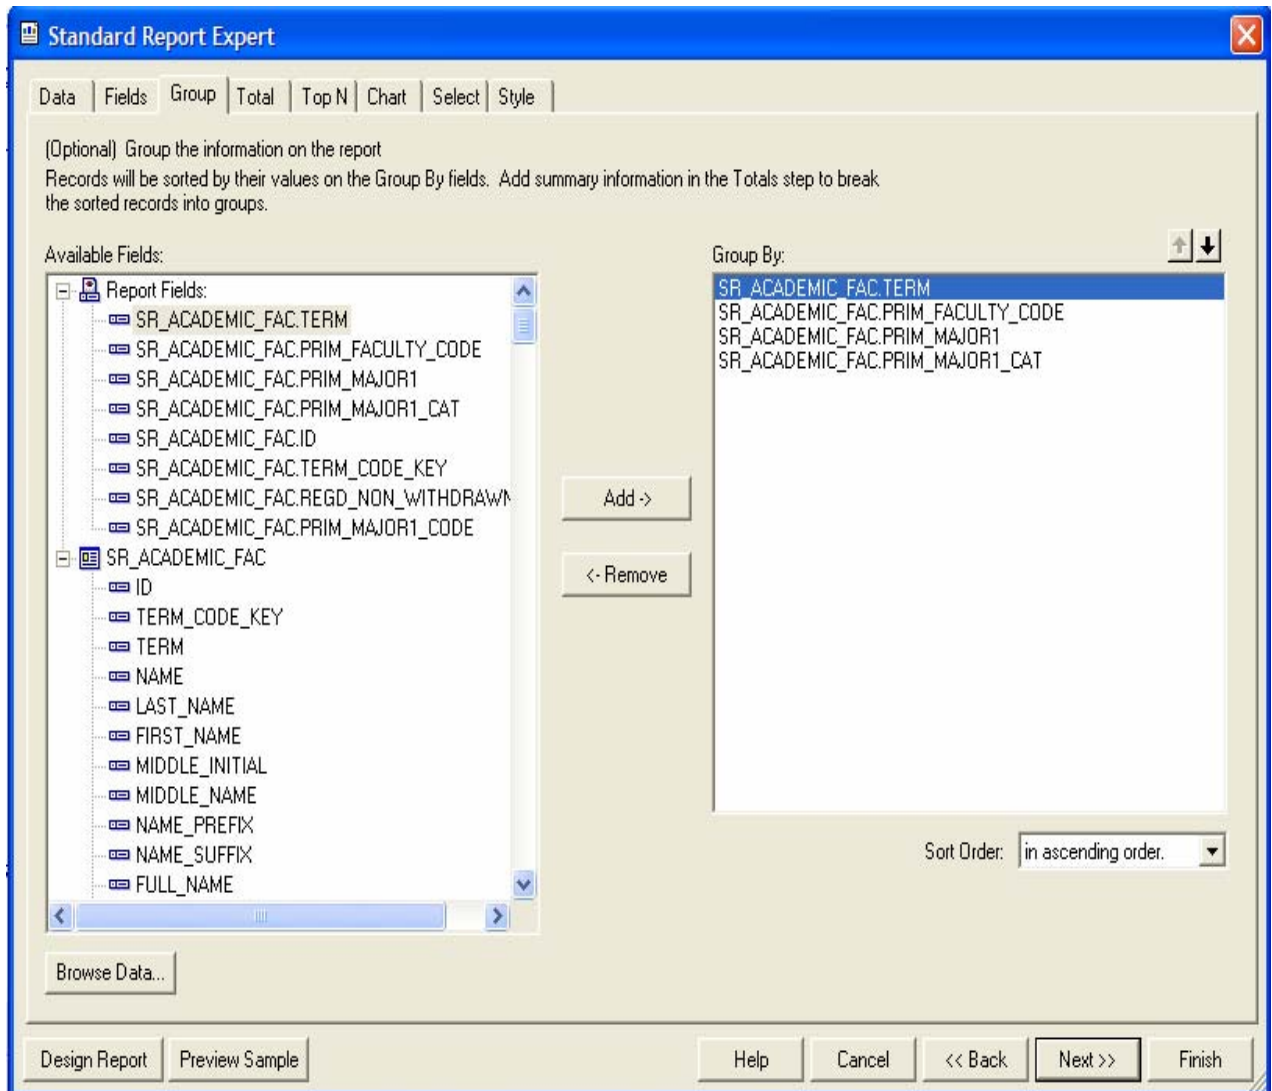 Standard Report Expert
Data Fields Group Total Top N Chart Select Style
(Optional) Group the information on the report
Records will be sorted by their values on the Group By fields. Add summary information in the Totals step to break
the sorted records into groups.
Available Fields:
Report Fields:
SR_ACADEMIC_FAC.TERM
SR_ACADEMIC_FAC.PRIM_FACULTY_CODE
SR_ACADEMIC_FAC.PRIM_MAJOR1
SR_ACADEMIC_FAC.PRIM_MAJOR1_CAT
SR_ACADEMIC_FAC.ID
SR_ACADEMIC_FAC.TERM_CODE_KEY
SR_ACADEMIC_FAC.REGD_NON_WITHDRAWN
SR_ACADEMIC_FAC.PRIM_MAJOR1_CODE
SR_ACADEMIC_FAC
ID
TERM_CODE_KEY
TERM
NAME
LAST_NAME
FIRST_NAME
MIDDLE_INITIAL
MIDDLE_NAME
NAME_PREFIX
NAME_SUFFIX
FULL_NAME
Browse Data...
Add ->
<- Remove
Group By:
SR_ACADEMIC_FAC.TERM
SR_ACADEMIC_FAC.PRIM_FACULTY_CODE
SR_ACADEMIC_FAC.PRIM_MAJOR1
SR_ACADEMIC_FAC.PRIM_MAJOR1_CAT
Sort Order: in ascending order.
Design Report Preview Sample Help Cancel << Back Next >> Finish